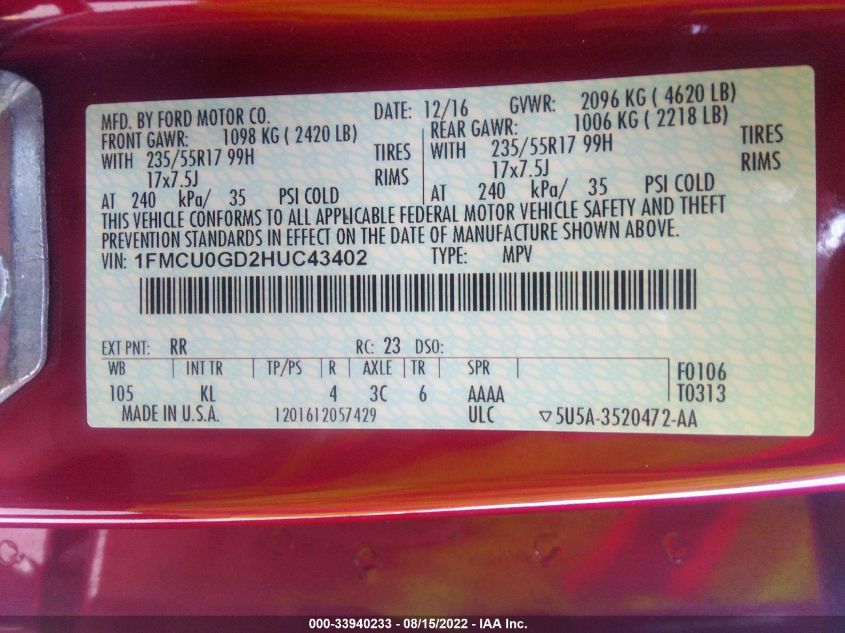 MFD. BY FORD MOTOR CO. DATE: 12/16 GVWR: 2096 KG ( 4620 LB)
FRONT GAWR: 1098 KG ( 2420 LB) REAR GAWR: 1006 KG ( 2218 LB)
WITH 235/55R17 99H TIRES WITH 235/55R17 99H TIRES
17x7.5J RIMS 17x7.5J RIMS
AT 240 kPa/ 35 PSI COLD AT 240 kPa/ 35 PSI COLD
THIS VEHICLE CONFORMS TO ALL APPLICABLE FEDERAL MOTOR VEHICLE SAFETY AND THEFT
PREVENTION STANDARDS IN EFFECT ON THE DATE OF MANUFACTURE SHOWN ABOVE.
VIN: 1FMCU0GD2HUC43402 TYPE: MPV
EXT PNT: RR RC: 23 DSO:
WB INT TR TP/PS R AXLE TR SPR F0106
105 KL 4 3C 6 AAAA T0313
MADE IN U.S.A. 1201612057429 ULC ▽5U5A-3520472-AA
000-33940233 - 08/15/2022 - IAA Inc.